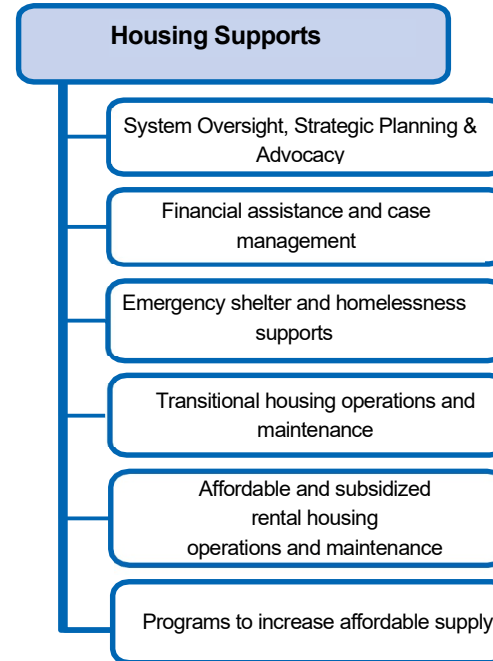 Housing Supports
System Oversight, Strategic Planning &
Advocacy
Financial assistance and case
management
Emergency shelter and homelessness
supports
Transitional housing operations and
maintenance
Affordable and subsidized
rental housing
operations and maintenance
Programs to increase affordable supply